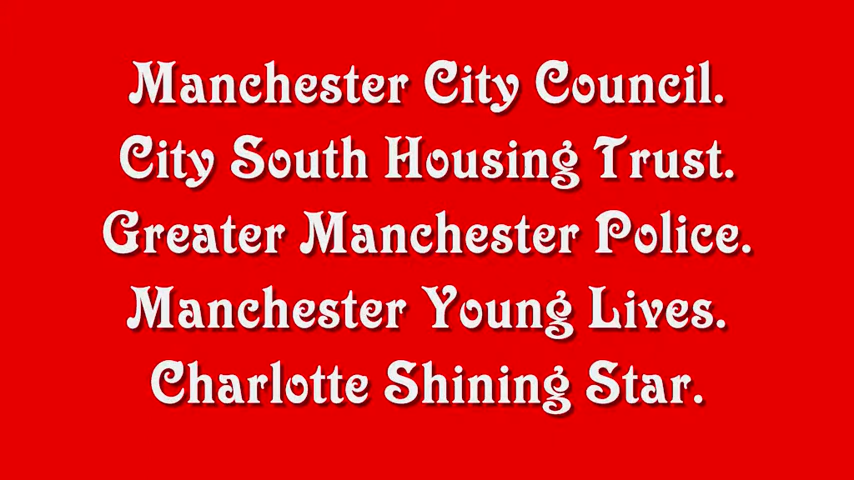 Manchester City Council.
City South Housing Trust.
Greater Manchester Police.
Manchester Young Lives.
Charlotte Shining Star.